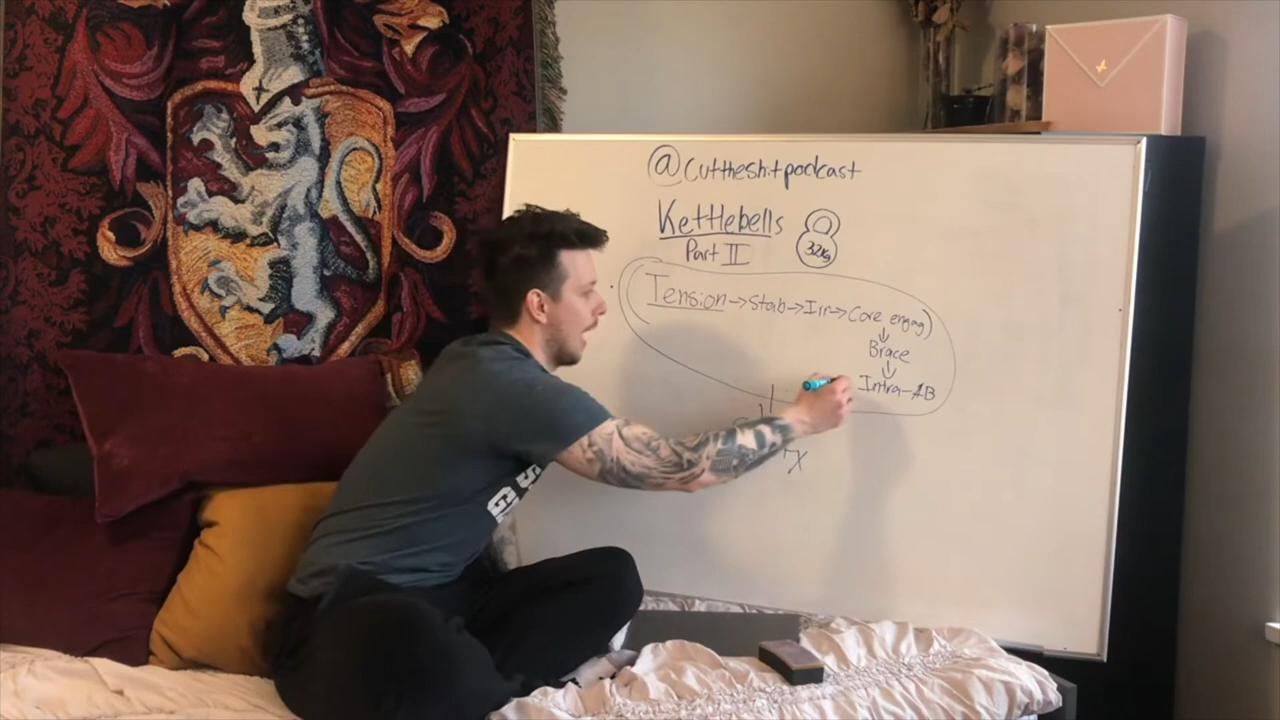 @cuttheshitpodcast
Kettlebells
32kg
Part II
Tension→Stab→Irr→Core engag)
↓
Brace
↓
Intra-AB